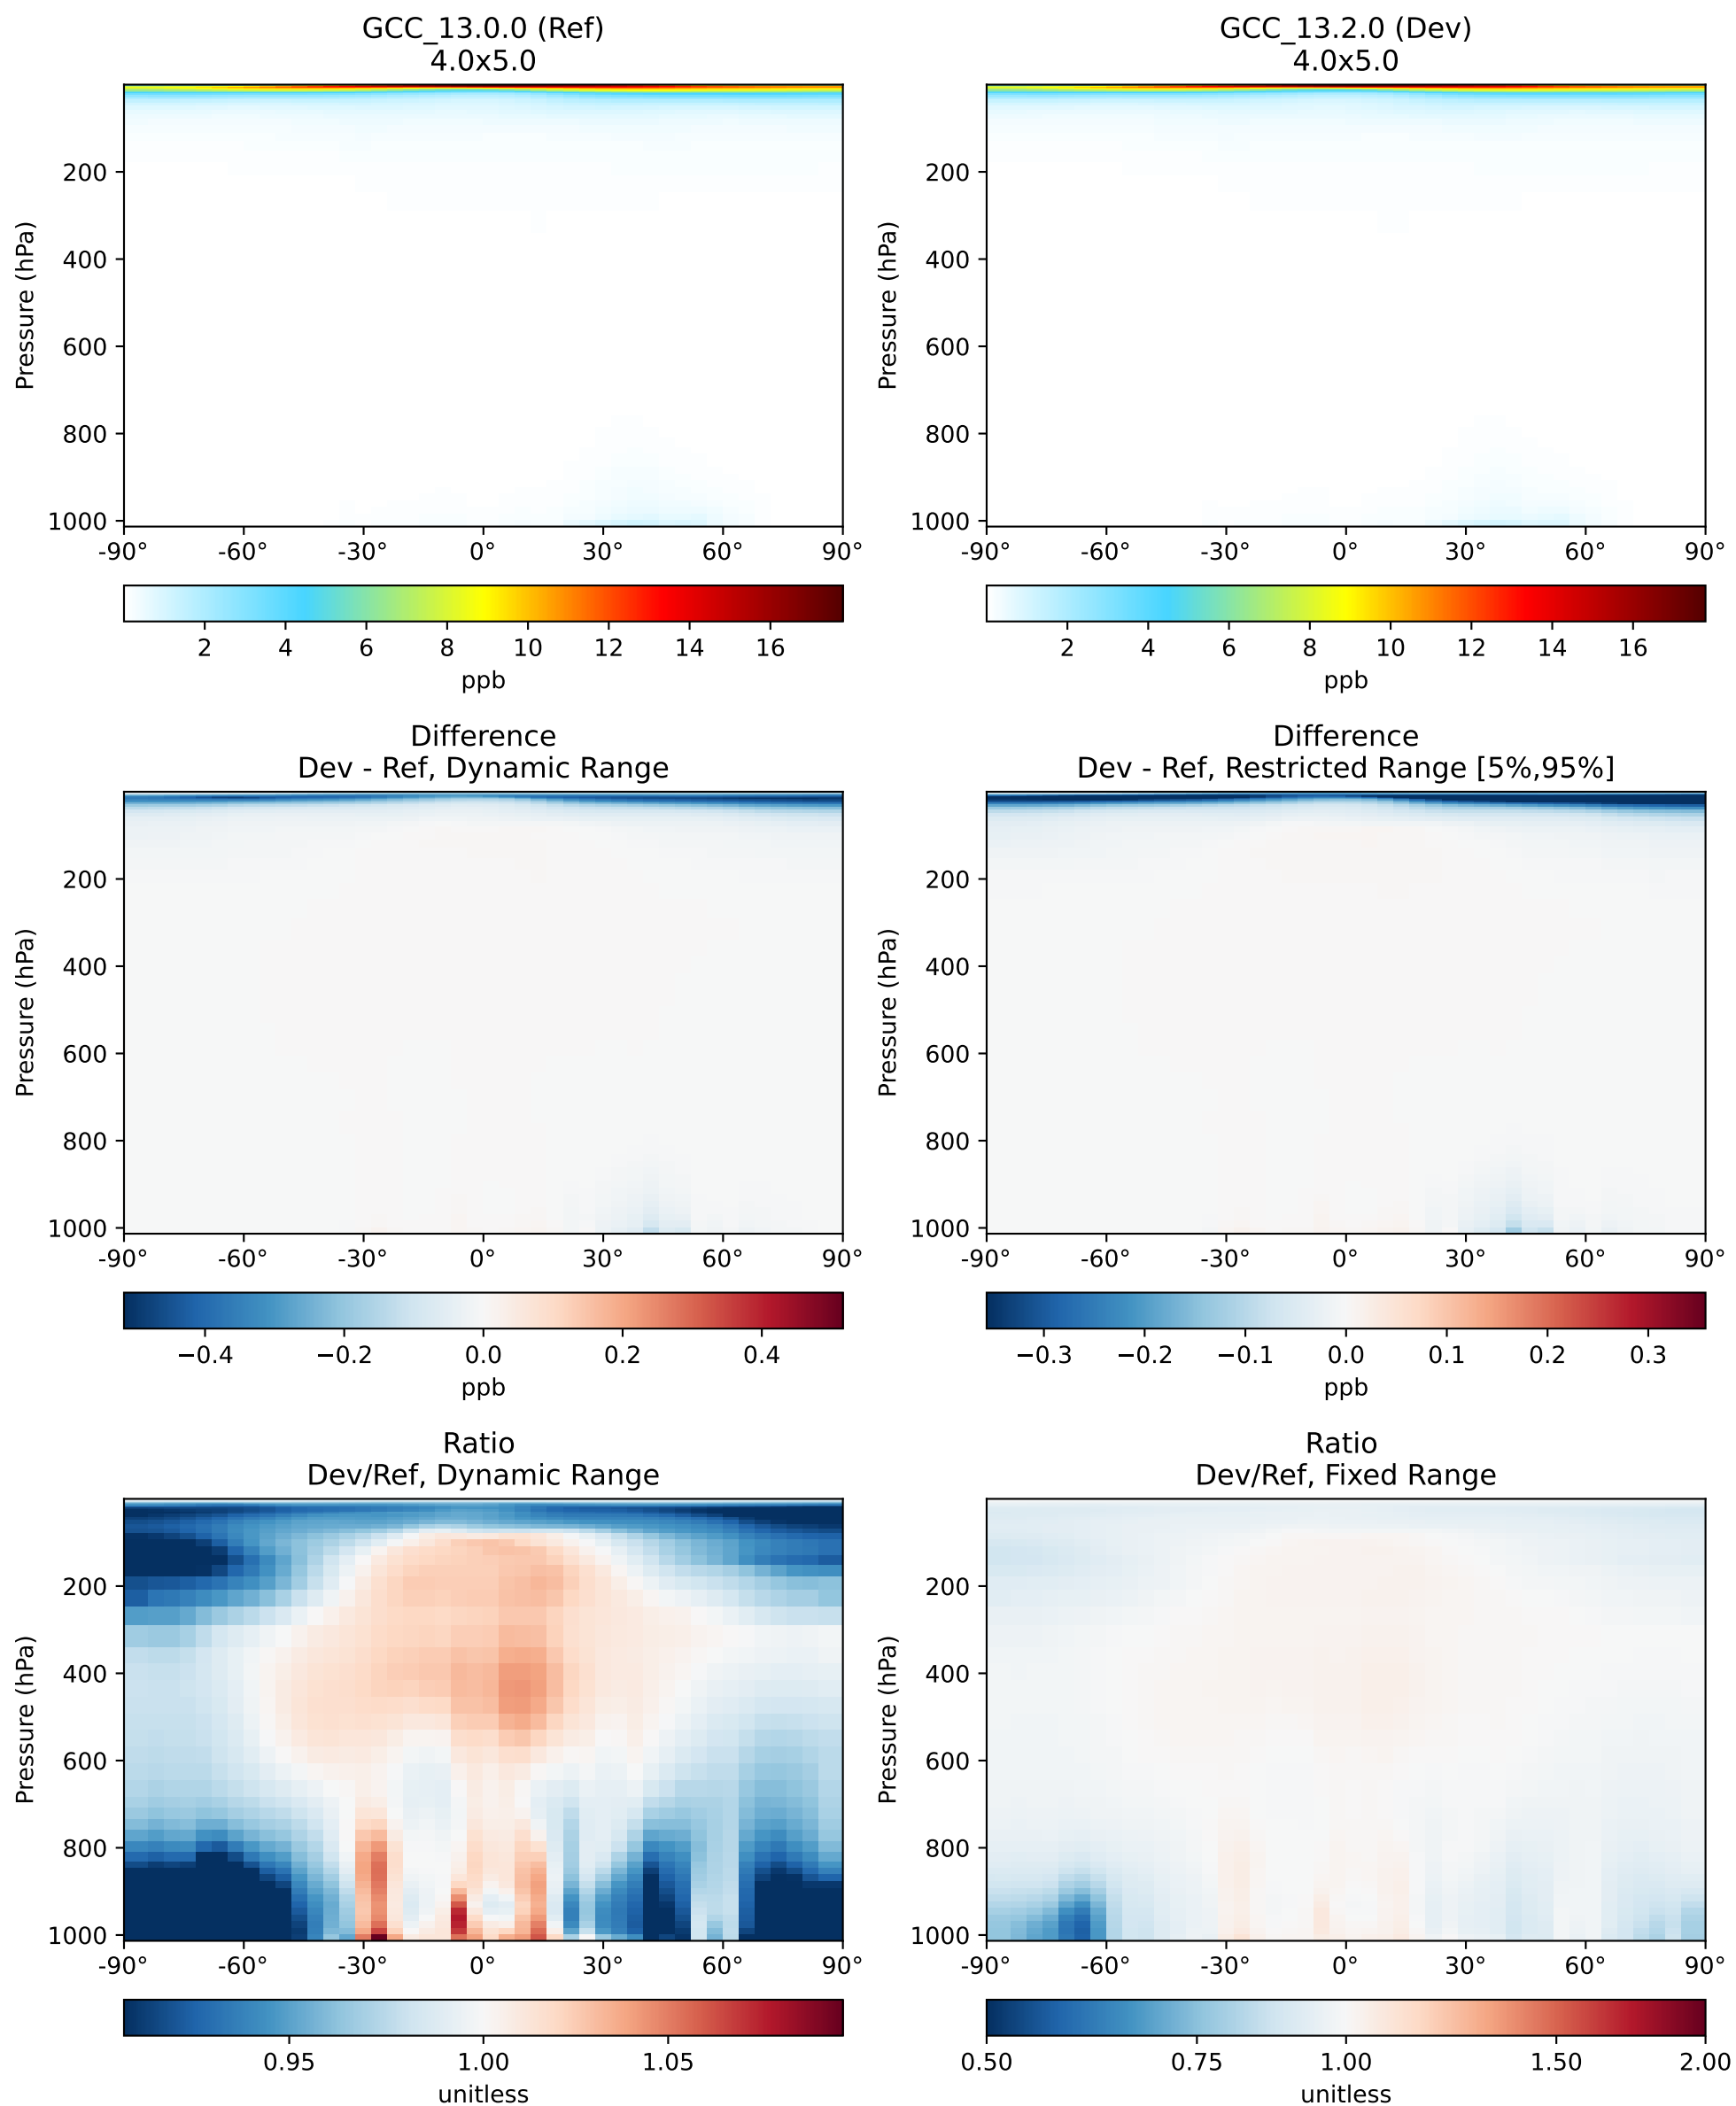 GCC_13.0.0 (Ref)
4.0x5.0
Pressure (hPa)
200
400
600
800
1000
-90° -60° -30° 0° 30° 60° 90°
2 4 6 8 10 12 14 16
ppb
GCC_13.2.0 (Dev)
4.0x5.0
Pressure (hPa)
200
400
600
800
1000
-90° -60° -30° 0° 30° 60° 90°
2 4 6 8 10 12 14 16
ppb
Difference
Dev - Ref, Dynamic Range
Pressure (hPa)
200
400
600
800
1000
-90° -60° -30° 0° 30° 60° 90°
−0.4 −0.2 0.0 0.2 0.4
ppb
Difference
Dev - Ref, Restricted Range [5%,95%]
Pressure (hPa)
200
400
600
800
1000
-90° -60° -30° 0° 30° 60° 90°
−0.3 −0.2 −0.1 0.0 0.1 0.2 0.3
ppb
Ratio
Dev/Ref, Dynamic Range
Pressure (hPa)
200
400
600
800
1000
-90° -60° -30° 0° 30° 60° 90°
0.95 1.00 1.05
unitless
Ratio
Dev/Ref, Fixed Range
Pressure (hPa)
200
400
600
800
1000
-90° -60° -30° 0° 30° 60° 90°
0.50 0.75 1.00 1.50 2.00
unitless